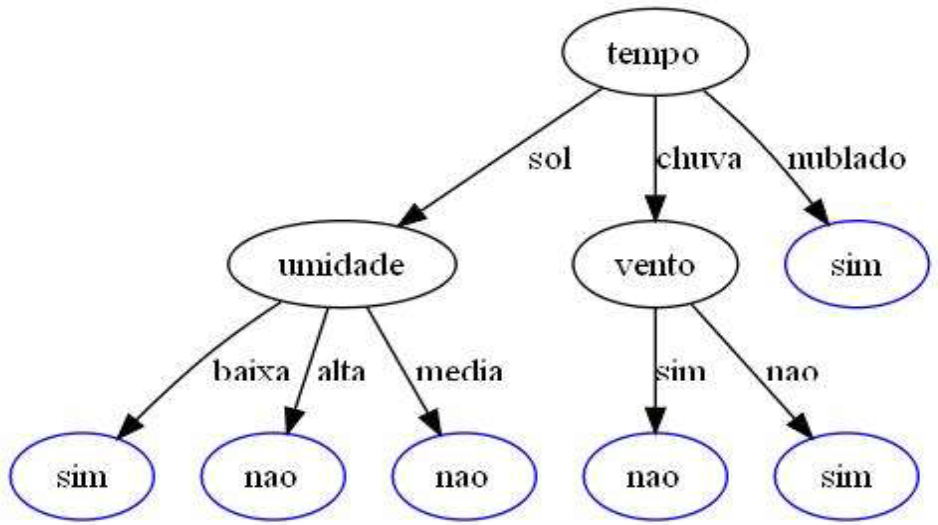 tempo
sol chuva nublado
umidade vento sim
baixa alta media sim nao
sim nao nao nao sim